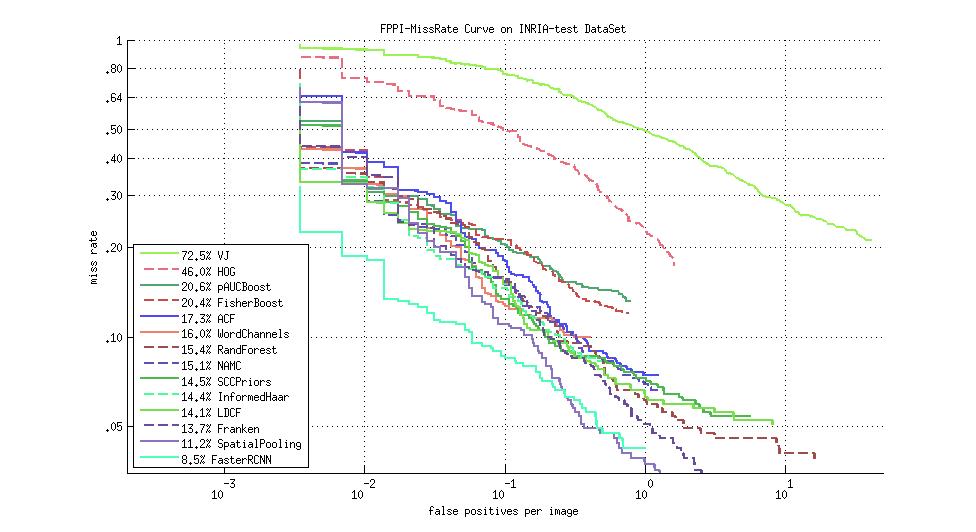 FPPI-MissRate Curve on INRIA-test DataSet
1
.80
.64
.50
.40
.30
.20
.10
.05
miss rate
72.5% VJ
46.0% HOG
20.6% pAUCBoost
20.4% FisherBoost
17.3% ACF
16.0% WordChannels
15.4% RandForest
15.1% NAMC
14.5% SCCPriors
14.4% InformedHaar
14.1% LDCF
13.7% Franken
11.2% SpatialPooling
8.5% FasterRCNN
10^-3 10^-2 10^-1 10^0 10^1
false positives per image